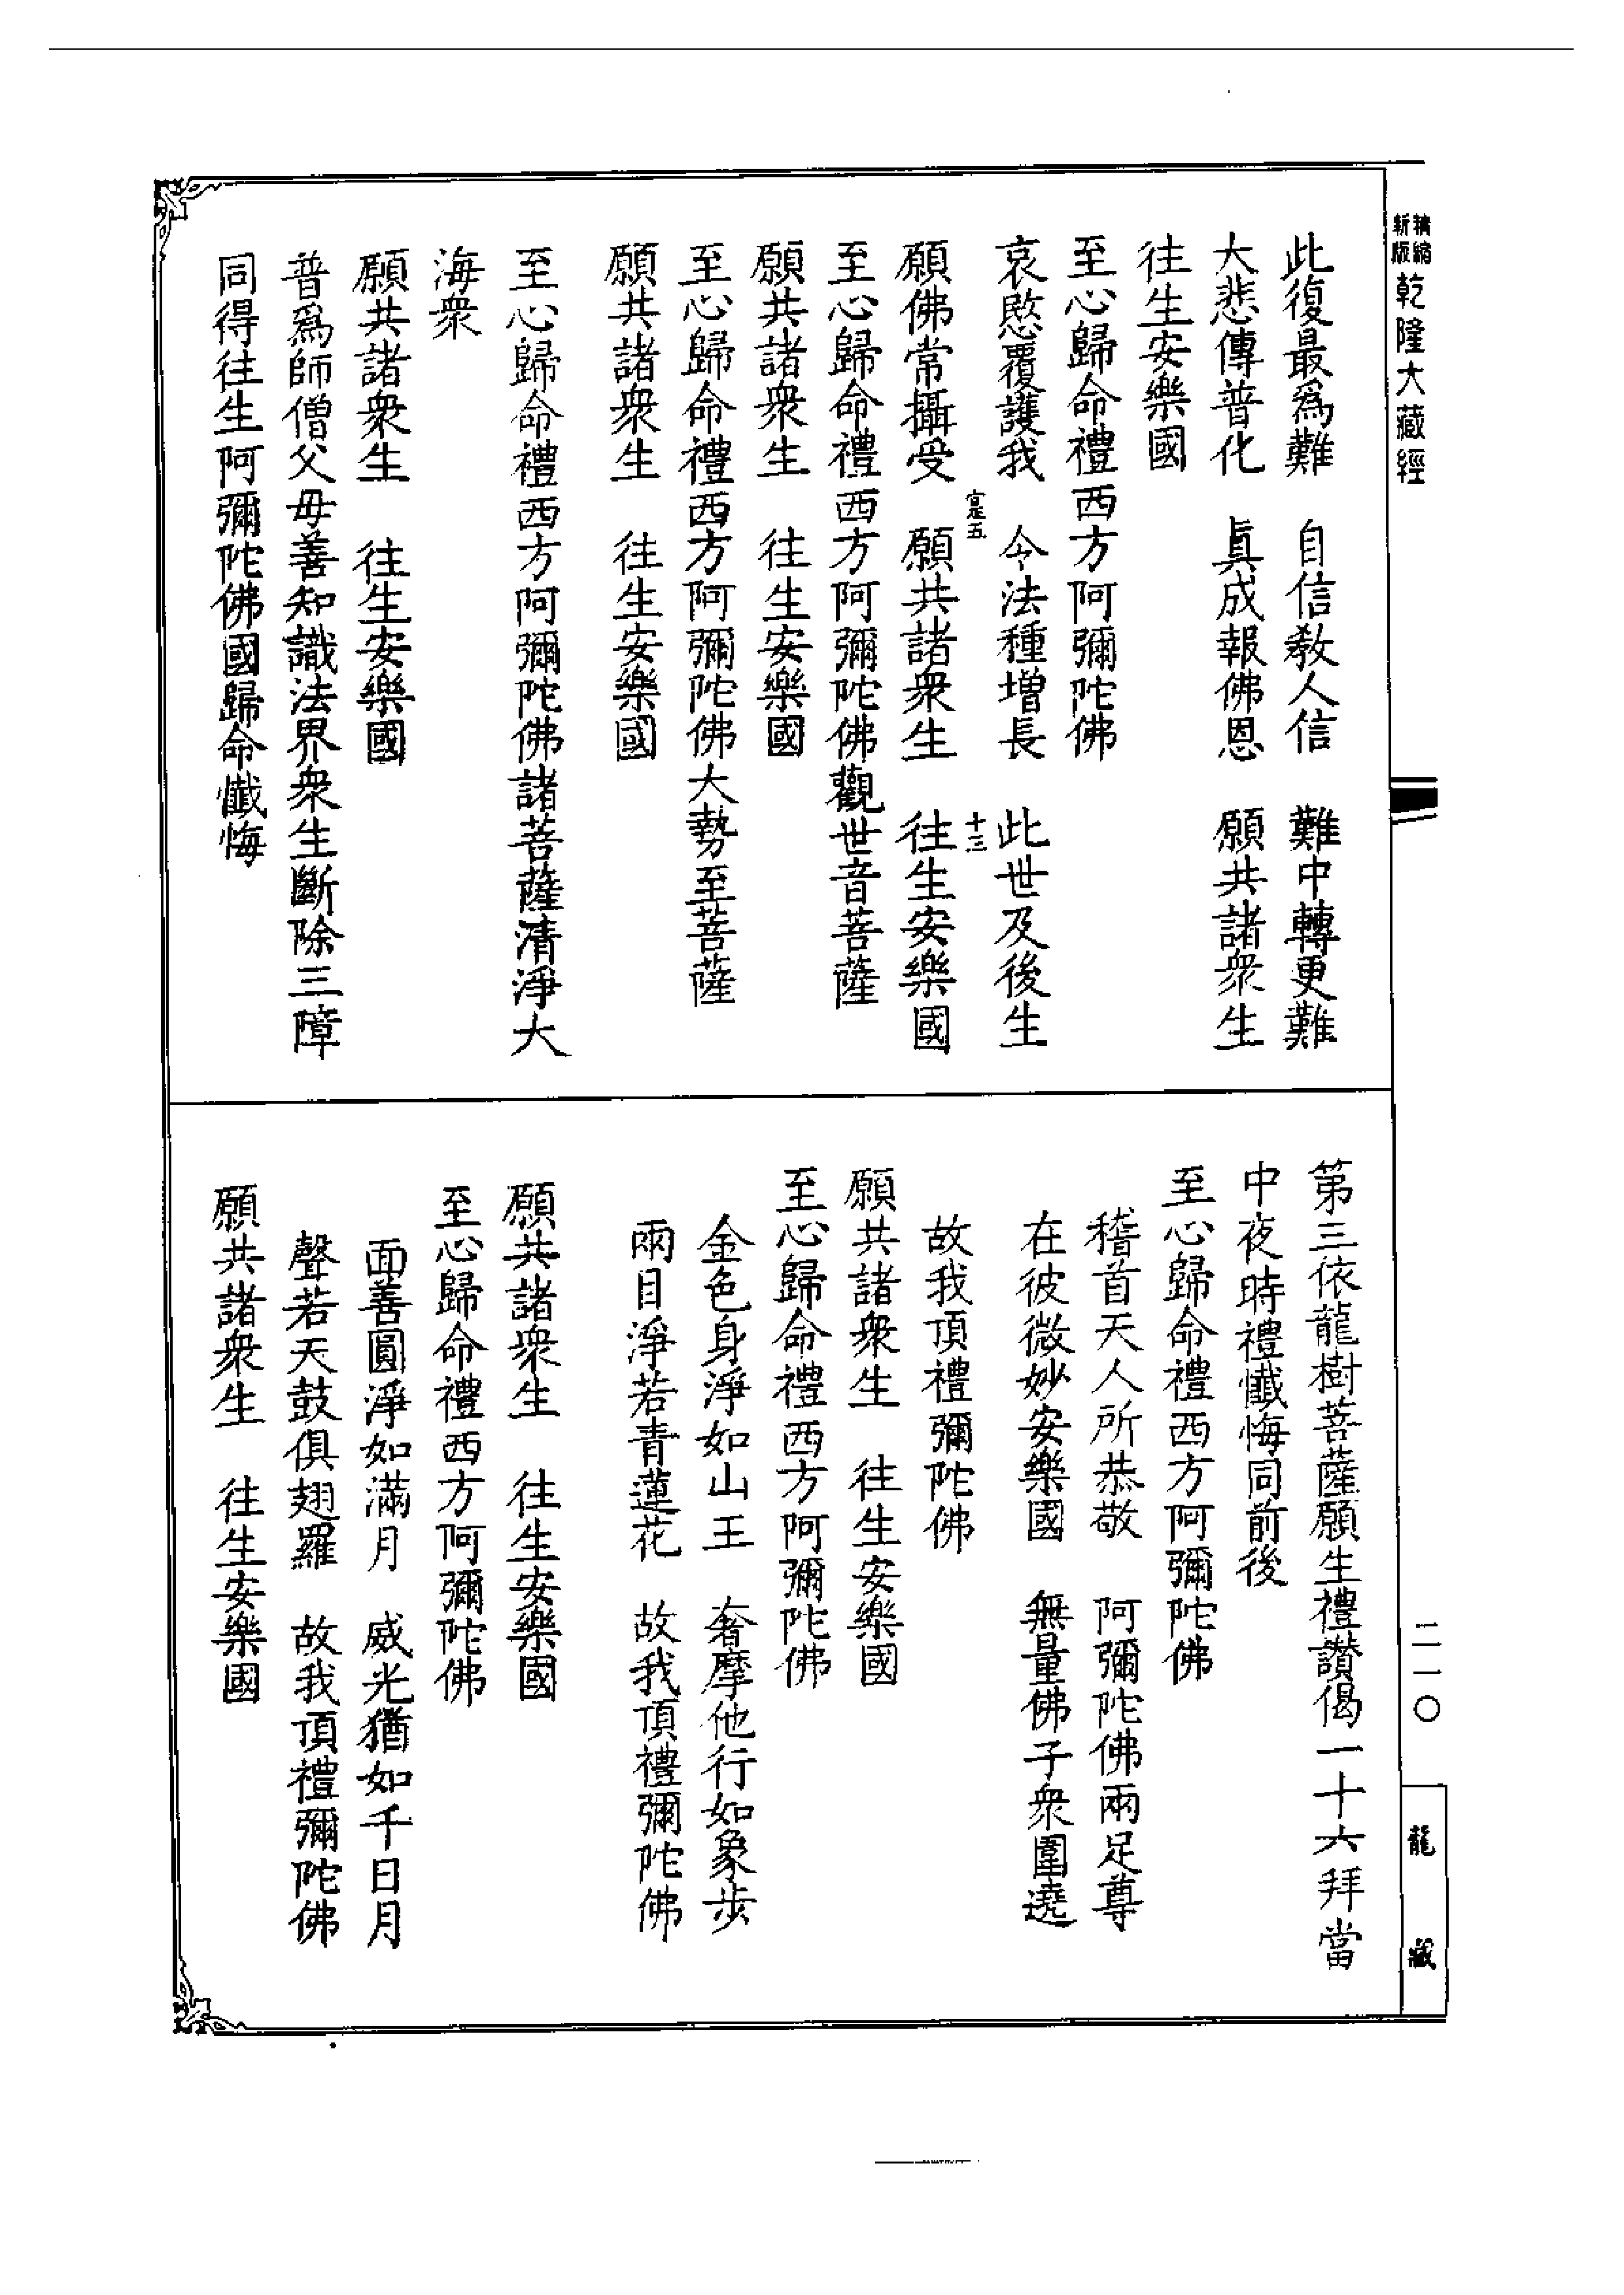 新版精縮乾隆大藏經
此復最爲難　自信教人信　難中轉更難
大悲傳普化　眞成報佛恩　願共諸衆生
往生安樂國
至心歸命禮西方阿彌陀佛
哀愍覆護我　令法種增長　此世及後生
寔五　十三
願佛常攝受　願共諸衆生　往生安樂國
至心歸命禮西方阿彌陀佛觀世音菩薩
願共諸衆生　往生安樂國
至心歸命禮西方阿彌陀佛大勢至菩薩
願共諸衆生　往生安樂國
至心歸命禮西方阿彌陀佛諸菩薩清淨大
海衆
願共諸衆生　往生安樂國
普爲師僧父母善知識法界衆生斷除三障
同得往生阿彌陀佛國歸命懺悔
二一〇
龍藏
第三依龍樹菩薩願生禮讃偈一十六拜當
中夜時禮懺悔同前後
至心歸命禮西方阿彌陀佛
稽首天人所恭敬　阿彌陀佛兩足尊
在彼微妙安樂國　無量佛子衆圍遶
故我頂禮彌陀佛
願共諸衆生　往生安樂國
至心歸命禮西方阿彌陀佛
金色身淨如山王　奢摩他行如象步
兩目淨若青蓮花　故我頂禮彌陀佛
願共諸衆生　往生安樂國
至心歸命禮西方阿彌陀佛
面善圓淨如滿月　威光猶如千日月
聲若天鼓俱翅羅　故我頂禮彌陀佛
願共諸衆生　往生安樂國